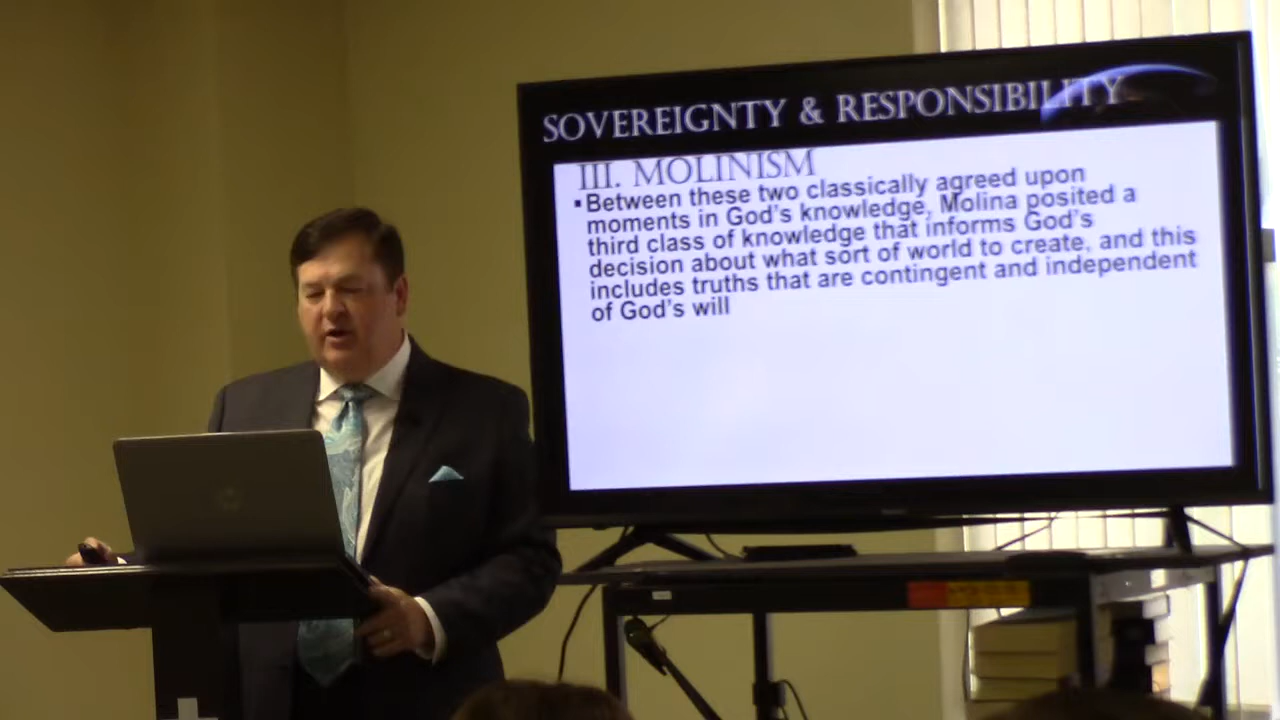 SOVEREIGNTY & RESPONSIBILITY
III. MOLINISM
▪Between these two classically agreed upon
moments in God's knowledge, Molina posited a
third class of knowledge that informs God's
decision about what sort of world to create, and this
includes truths that are contingent and independent
of God's will